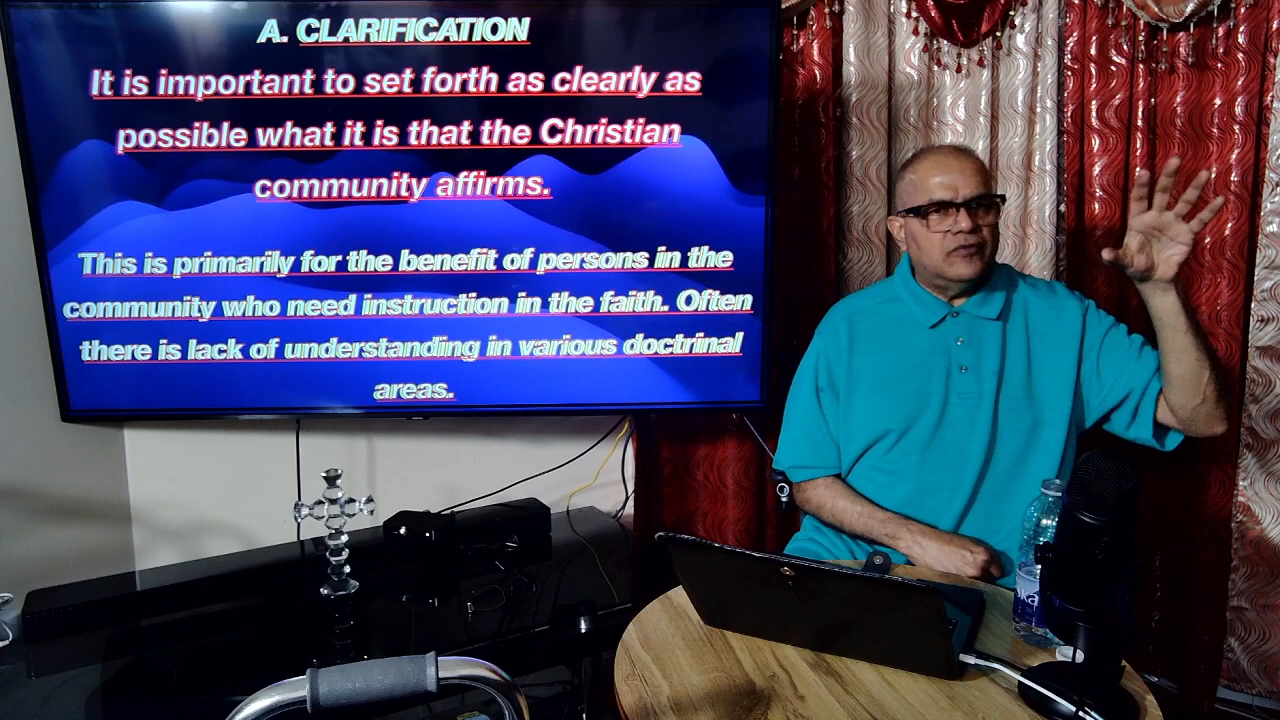 A. CLARIFICATION
It is important to set forth as clearly as
possible what it is that the Christian
community affirms.
This is primarily for the benefit of persons in the
community who need instruction in the faith. Often
there is lack of understanding in various doctrinal
areas.